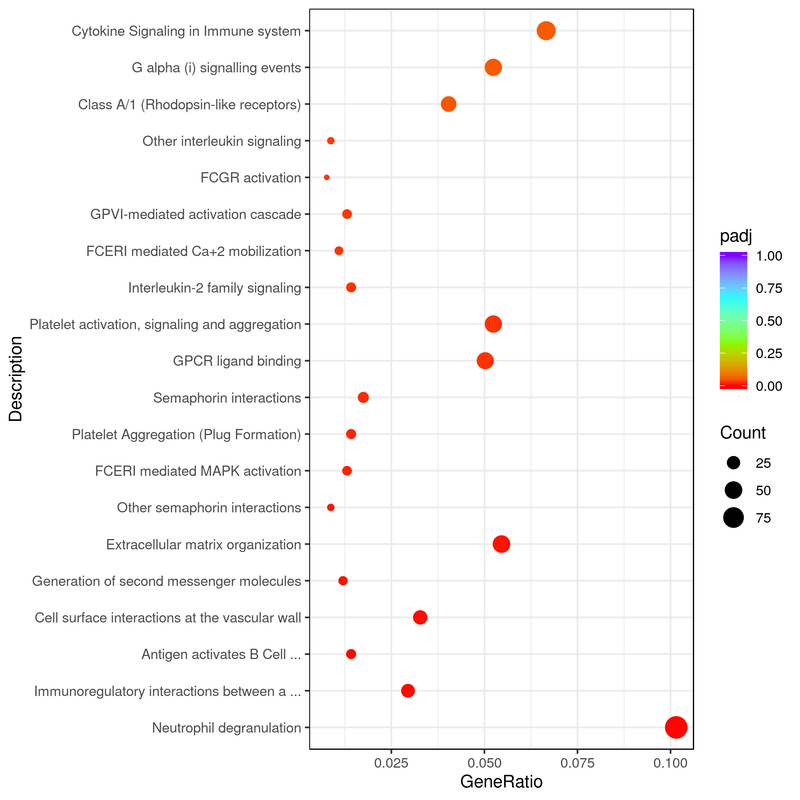 Cytokine Signaling in Immune system
G alpha (i) signalling events
Class A/1 (Rhodopsin-like receptors)
Other interleukin signaling
FCGR activation
GPVI-mediated activation cascade
FCERI mediated Ca+2 mobilization
Interleukin-2 family signaling
Platelet activation, signaling and aggregation
GPCR ligand binding
Semaphorin interactions
Platelet Aggregation (Plug Formation)
FCERI mediated MAPK activation
Other semaphorin interactions
Extracellular matrix organization
Generation of second messenger molecules
Cell surface interactions at the vascular wall
Antigen activates B Cell ...
Immunoregulatory interactions between a ...
Neutrophil degranulation
Description
0.025 0.050 0.075 0.100
GeneRatio
padj
1.00
0.75
0.50
0.25
0.00
Count
25
50
75